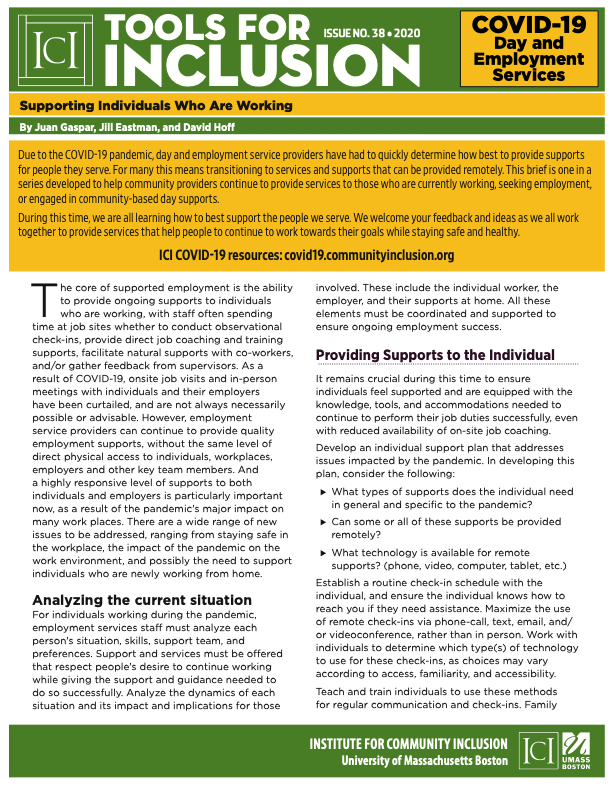 ICI
TOOLS FOR
ISSUE NO. 38 • 2020
INCLUSION
COVID-19
Day and
Employment
Services
Supporting Individuals Who Are Working
By Juan Gaspar, Jill Eastman, and David Hoff
Due to the COVID-19 pandemic, day and employment service providers have had to quickly determine how best to provide supports
for people they serve. For many this means transitioning to services and supports that can be provided remotely. This brief is one in a
series developed to help community providers continue to provide services to those who are currently working, seeking employment,
or engaged in community-based day supports.
During this time, we are all learning how to best support the people we serve. We welcome your feedback and ideas as we all work
together to provide services that help people to continue to work towards their goals while staying safe and healthy.
ICI COVID-19 resources: covid19.communityinclusion.org
The core of supported employment is the ability
to provide ongoing supports to individuals
who are working, with staff often spending
time at job sites whether to conduct observational
check-ins, provide direct job coaching and training
supports, facilitate natural supports with co-workers,
and/or gather feedback from supervisors. As a
result of COVID-19, onsite job visits and in-person
meetings with individuals and their employers
have been curtailed, and are not always necessarily
possible or advisable. However, employment
service providers can continue to provide quality
employment supports, without the same level of
direct physical access to individuals, workplaces,
employers and other key team members. And
a highly responsive level of supports to both
individuals and employers is particularly important
now, as a result of the pandemic's major impact on
many work places. There are a wide range of new
issues to be addressed, ranging from staying safe in
the workplace, the impact of the pandemic on the
work environment, and possibly the need to support
individuals who are newly working from home.
Analyzing the current situation
For individuals working during the pandemic,
employment services staff must analyze each
person's situation, skills, support team, and
preferences. Support and services must be offered
that respect people's desire to continue working
while giving the support and guidance needed to
do so successfully. Analyze the dynamics of each
situation and its impact and implications for those
involved. These include the individual worker, the
employer, and their supports at home. All these
elements must be coordinated and supported to
ensure ongoing employment success.
Providing Supports to the Individual
It remains crucial during this time to ensure
individuals feel supported and are equipped with the
knowledge, tools, and accommodations needed to
continue to perform their job duties successfully, even
with reduced availability of on-site job coaching.
Develop an individual support plan that addresses
issues impacted by the pandemic. In developing this
plan, consider the following:
▶ What types of supports does the individual need
in general and specific to the pandemic?
▶ Can some or all of these supports be provided
remotely?
▶ What technology is available for remote
supports? (phone, video, computer, tablet, etc.)
Establish a routine check-in schedule with the
individual, and ensure the individual knows how to
reach you if they need assistance. Maximize the use
of remote check-ins via phone-call, text, email, and/
or videoconference, rather than in person. Work with
individuals to determine which type(s) of technology
to use for these check-ins, as choices may vary
according to access, familiarity, and accessibility.
Teach and train individuals to use these methods
for regular communication and check-ins. Family
INSTITUTE FOR COMMUNITY INCLUSION
University of Massachusetts Boston
ICI
UMASS
BOSTON